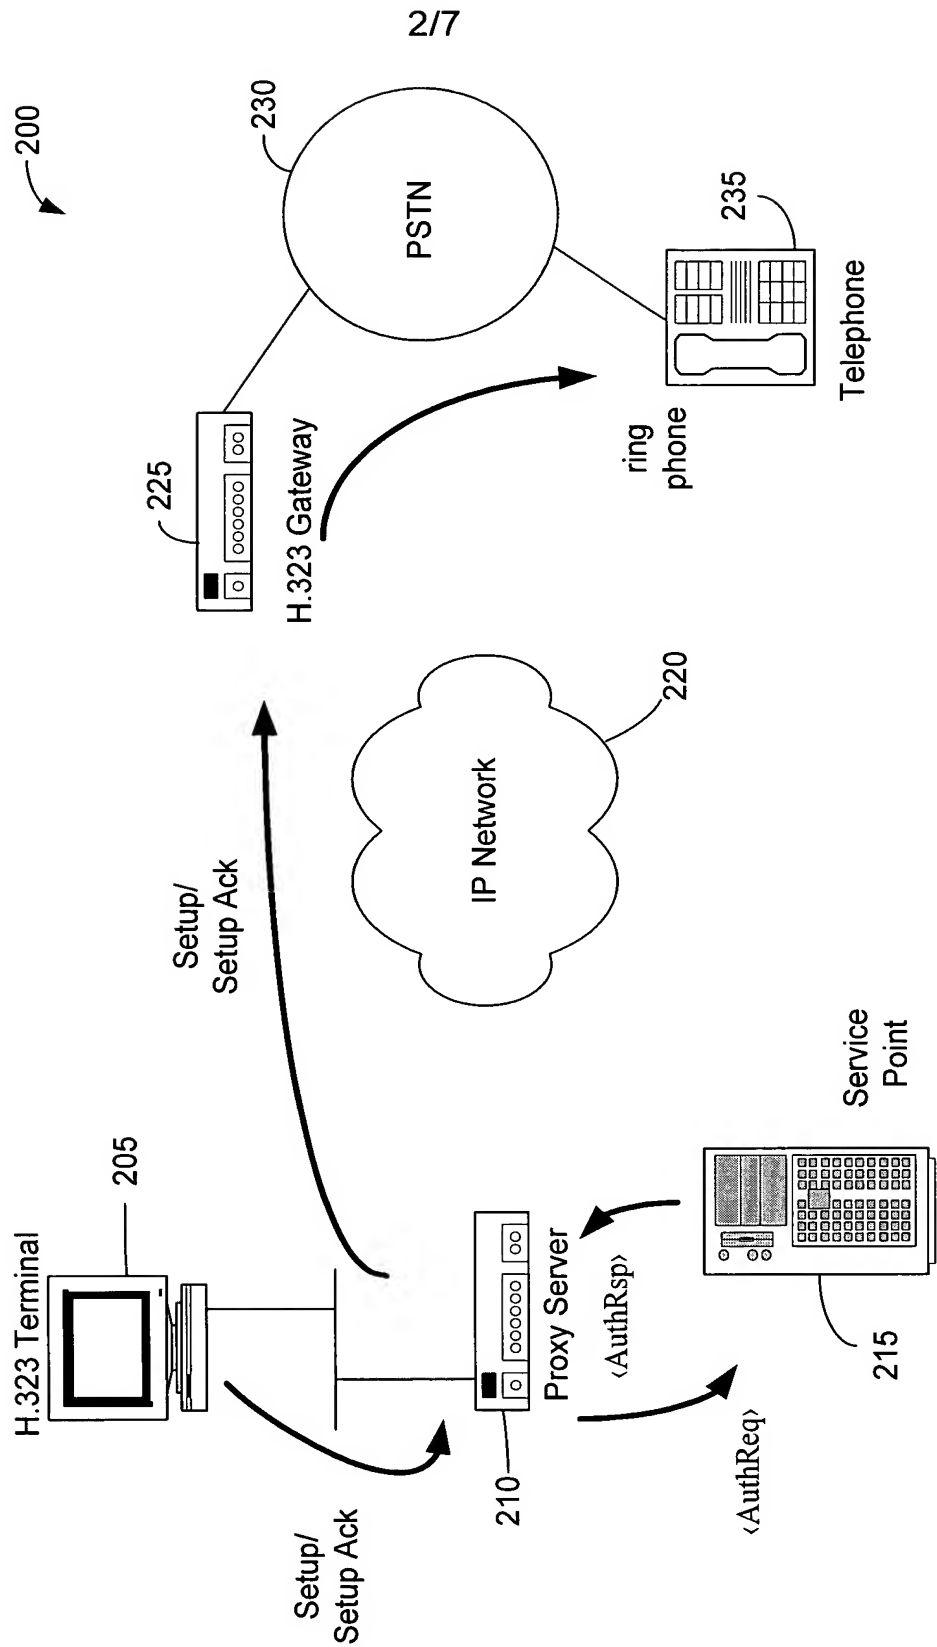 2/7
200
H.323 Terminal
205
Setup/
Setup Ack
Setup/
Setup Ack
210
Proxy Server
‹AuthReq›
‹AuthRsp›
215
Service
Point
IP Network
220
225
H.323 Gateway
230
PSTN
ring
phone
235
Telephone